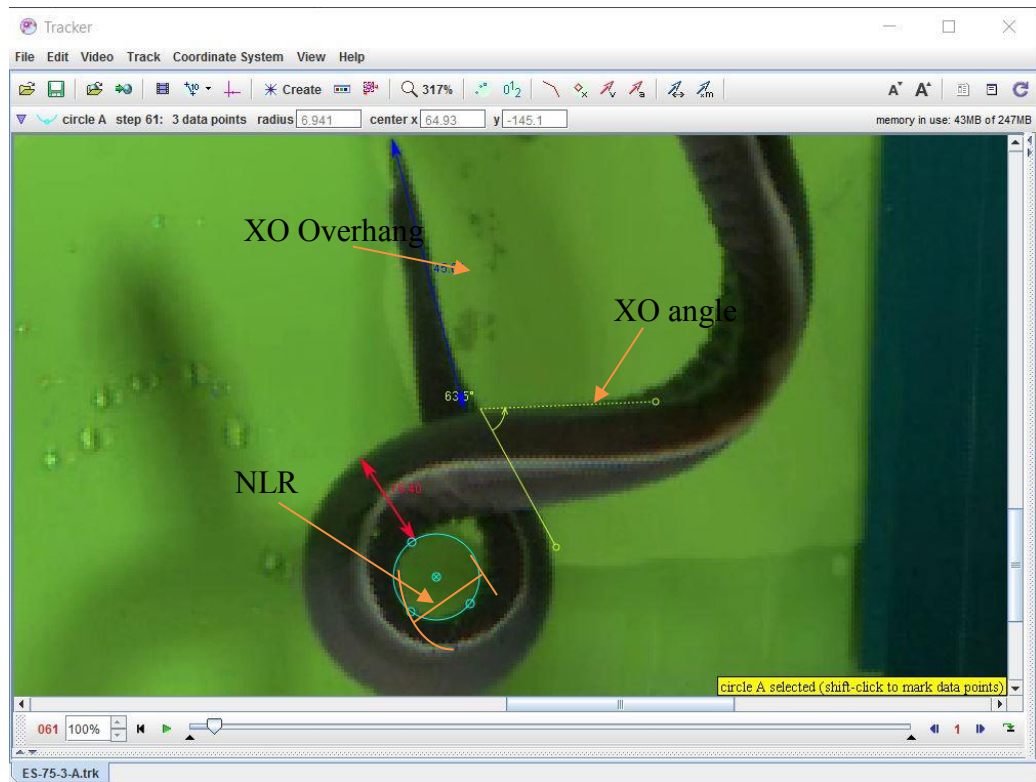 Tracker
File Edit Video Track Coordinate System View Help
Create 317%
circle A step 61: 3 data points radius 6.941 center x 64.93 y -145.1 memory in use: 43MB of 247MB
XO Overhang
XO angle
63.5°
NLR
circle A selected (shift-click to mark data points)
061 100% 1
ES-75-3-A.trk